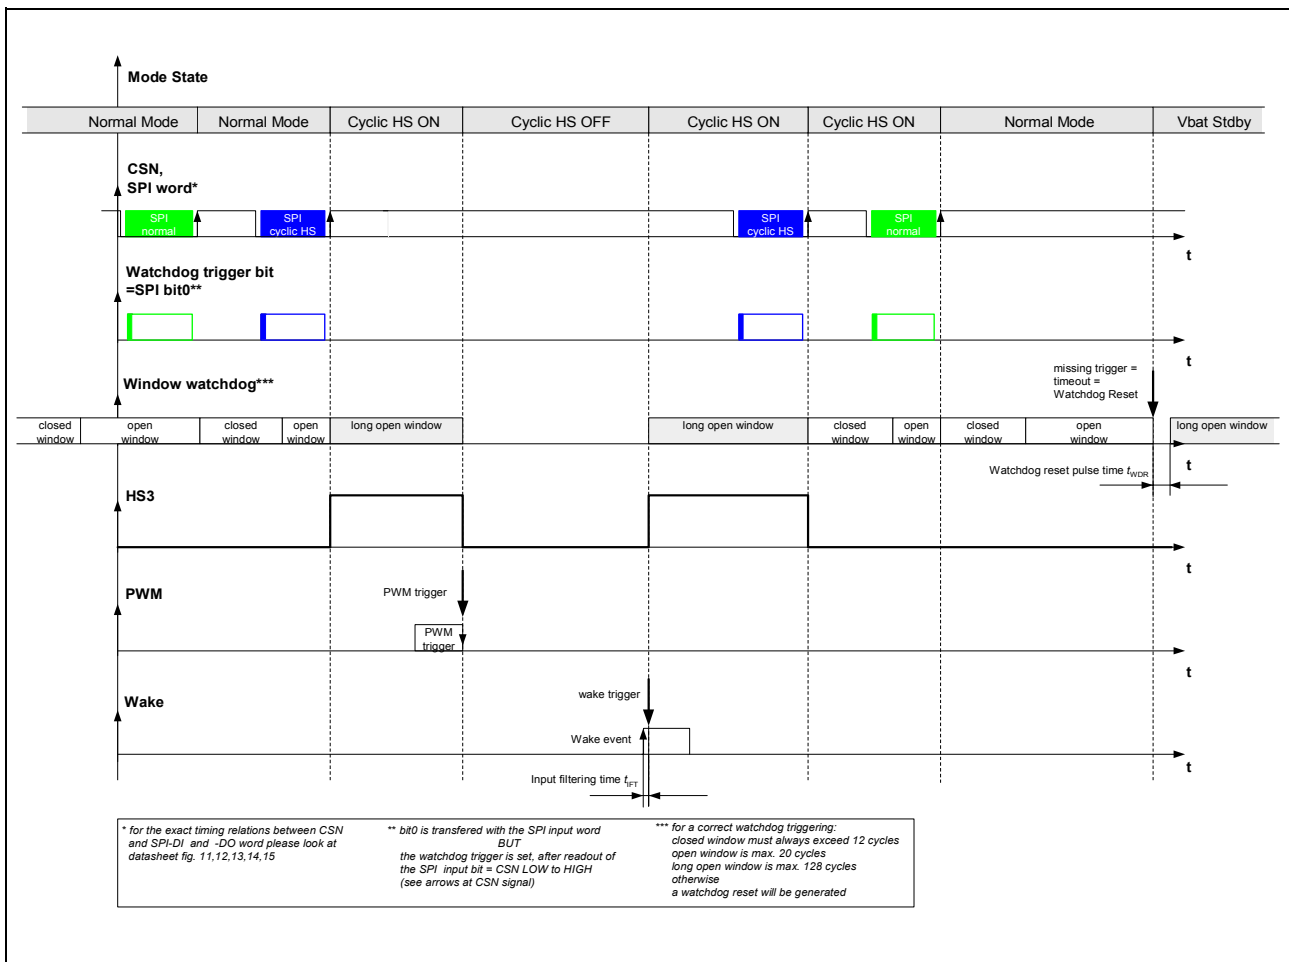 Mode State
Normal Mode
Normal Mode
Cyclic HS ON
Cyclic HS OFF
Cyclic HS ON
Cyclic HS ON
Normal Mode
Vbat Stdby
CSN,
SPI word*
SPI
normal
SPI
cyclic HS
SPI
cyclic HS
SPI
normal
t
Watchdog trigger bit
=SPI bit0**
t
Window watchdog***
missing trigger =
timeout =
Watchdog Reset
closed
window
open
window
closed
window
open
window
long open window
long open window
closed
window
open
window
closed
window
open
window
long open window
t
Watchdog reset pulse time tWDR
HS3
t
PWM
PWM trigger
PWM
trigger
t
Wake
wake trigger
Wake event
t
Input filtering time tIFT
* for the exact timing relations between CSN
and SPI-DI and -DO word please look at
datasheet fig. 11,12,13,14,15
** bit0 is transfered with the SPI input word
BUT
the watchdog trigger is set, after readout of
the SPI input bit = CSN LOW to HIGH
(see arrows at CSN signal)
*** for a correct watchdog triggering:
closed window must always exceed 12 cycles
open window is max. 20 cycles
long open window is max. 128 cycles
otherwise
a watchdog reset will be generated